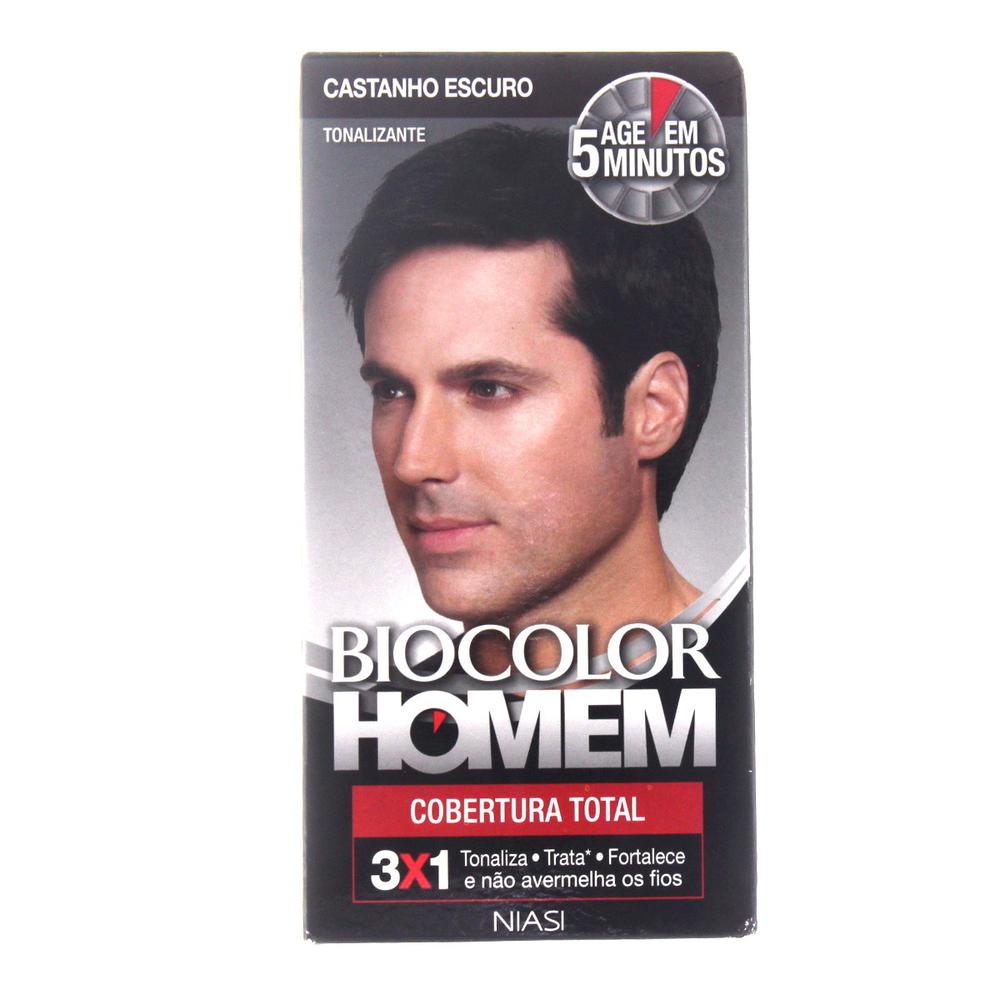 CASTANHO ESCURO
TONALIZANTE
AGE EM
5 MINUTOS
BIOCOLOR
HOMEM
COBERTURA TOTAL
3X1 Tonaliza • Trata* • Fortalece
e não avermelha os fios
NIASI